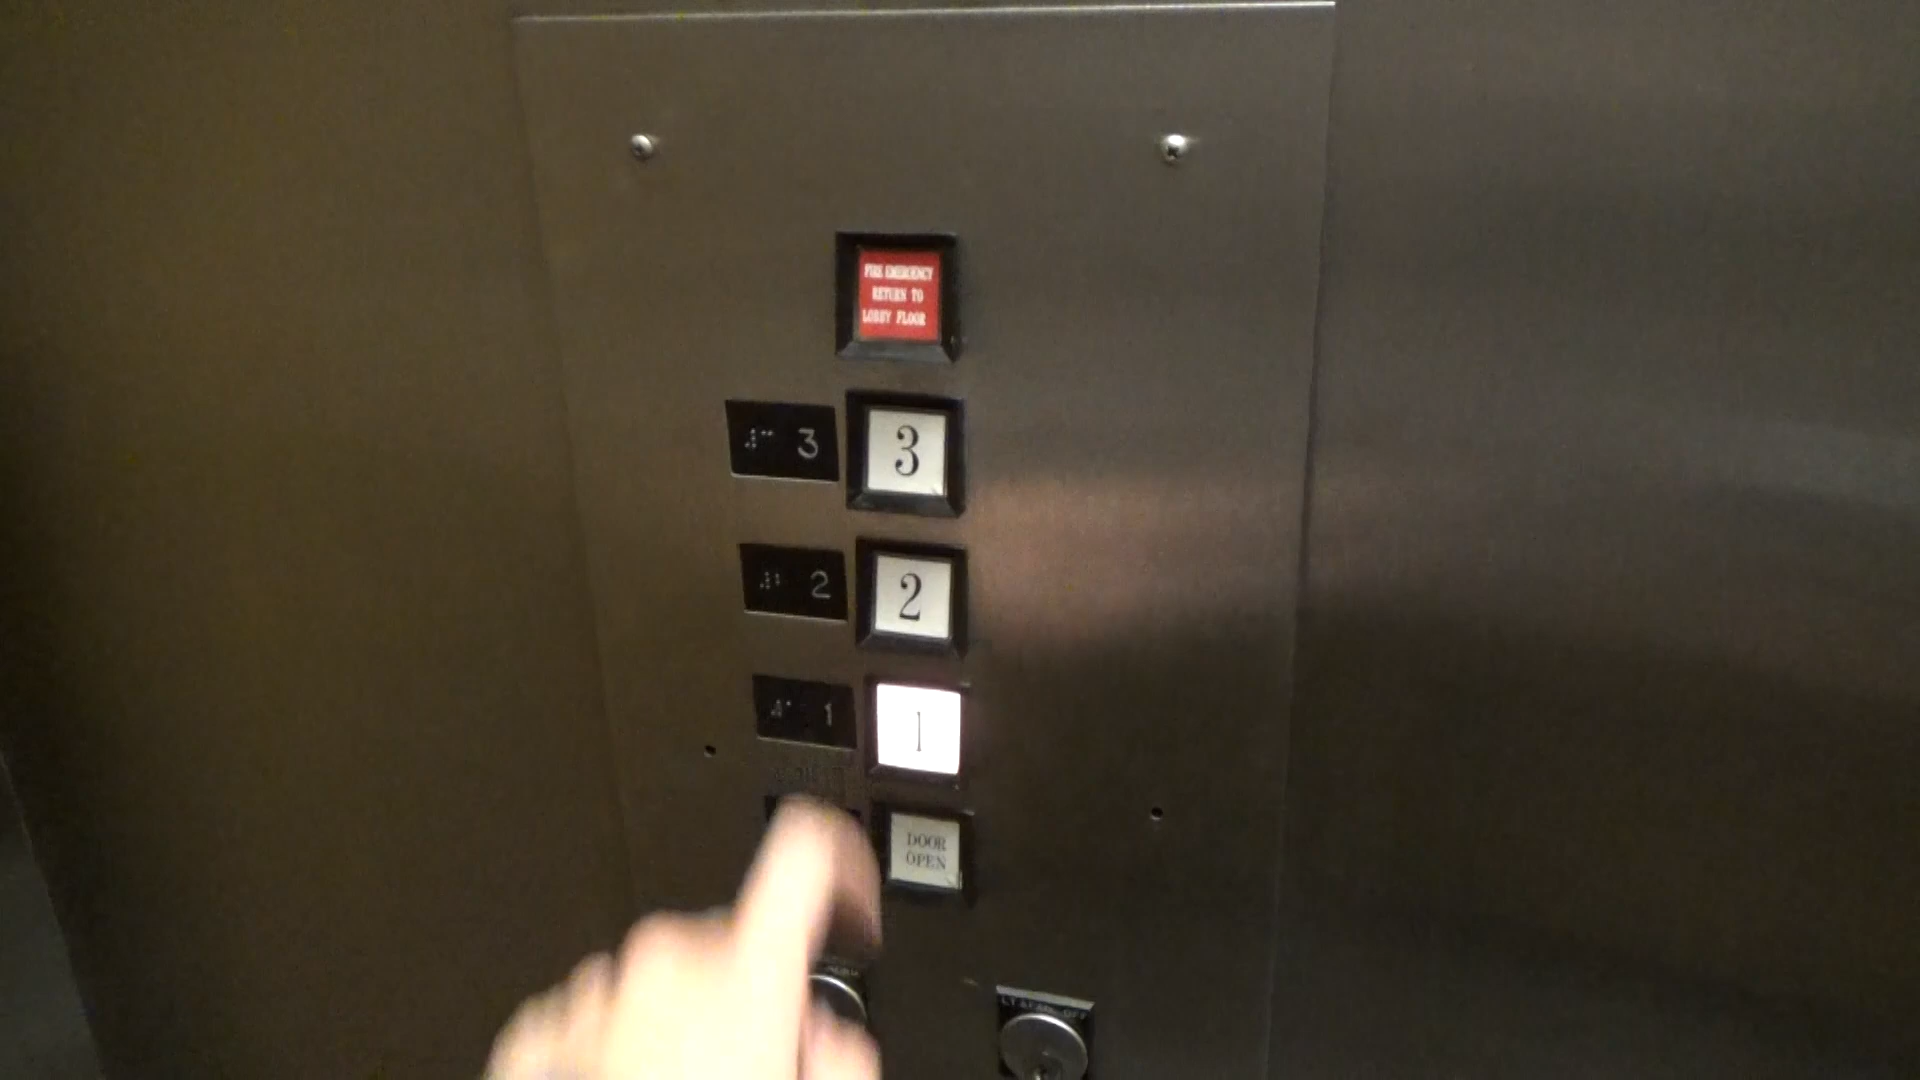 FIRE EMERGENCY
RETURN TO
LOBBY FLOOR
3 3
2 2
1 1
DOOR
OPEN